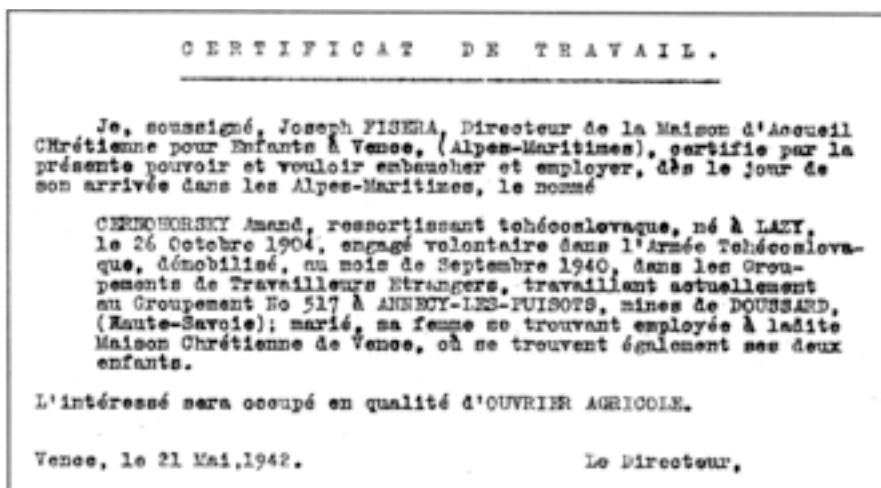 CERTIFICAT DE TRAVAIL.
Je, soussigné, Joseph FISERA, Directeur de la Maison d'Accueil
CHrétienne pour Enfants à Vence, (Alpes-Maritimes), certifie par la
présente pouvoir et vouloir embaucher et employer, dès le jour de
son arrivée dans les Alpes-Maritimes, le nommé
CERNOHORSKY Amand, ressortissant tchécoslovaque, né à LAZY,
le 26 Octobre 1904, engagé volontaire dans l'Armée Tchécoslova-
que, démobilisé, au mois de Septembre 1940, dans les Grou-
pements de Travailleurs Etrangers, travaillant actuellement
au Groupement No 517 à ANNECY-LES-PUISOTS, mines de DOUSSARD,
(Haute-Savoie); marié, sa femme se trouvant employée à ladite
Maison Chrétienne de Vence, où se trouvent également ses deux
enfants.
L'intéressé sera occupé en qualité d'OUVRIER AGRICOLE.
Vence, le 21 Mai,1942. Le Directeur,